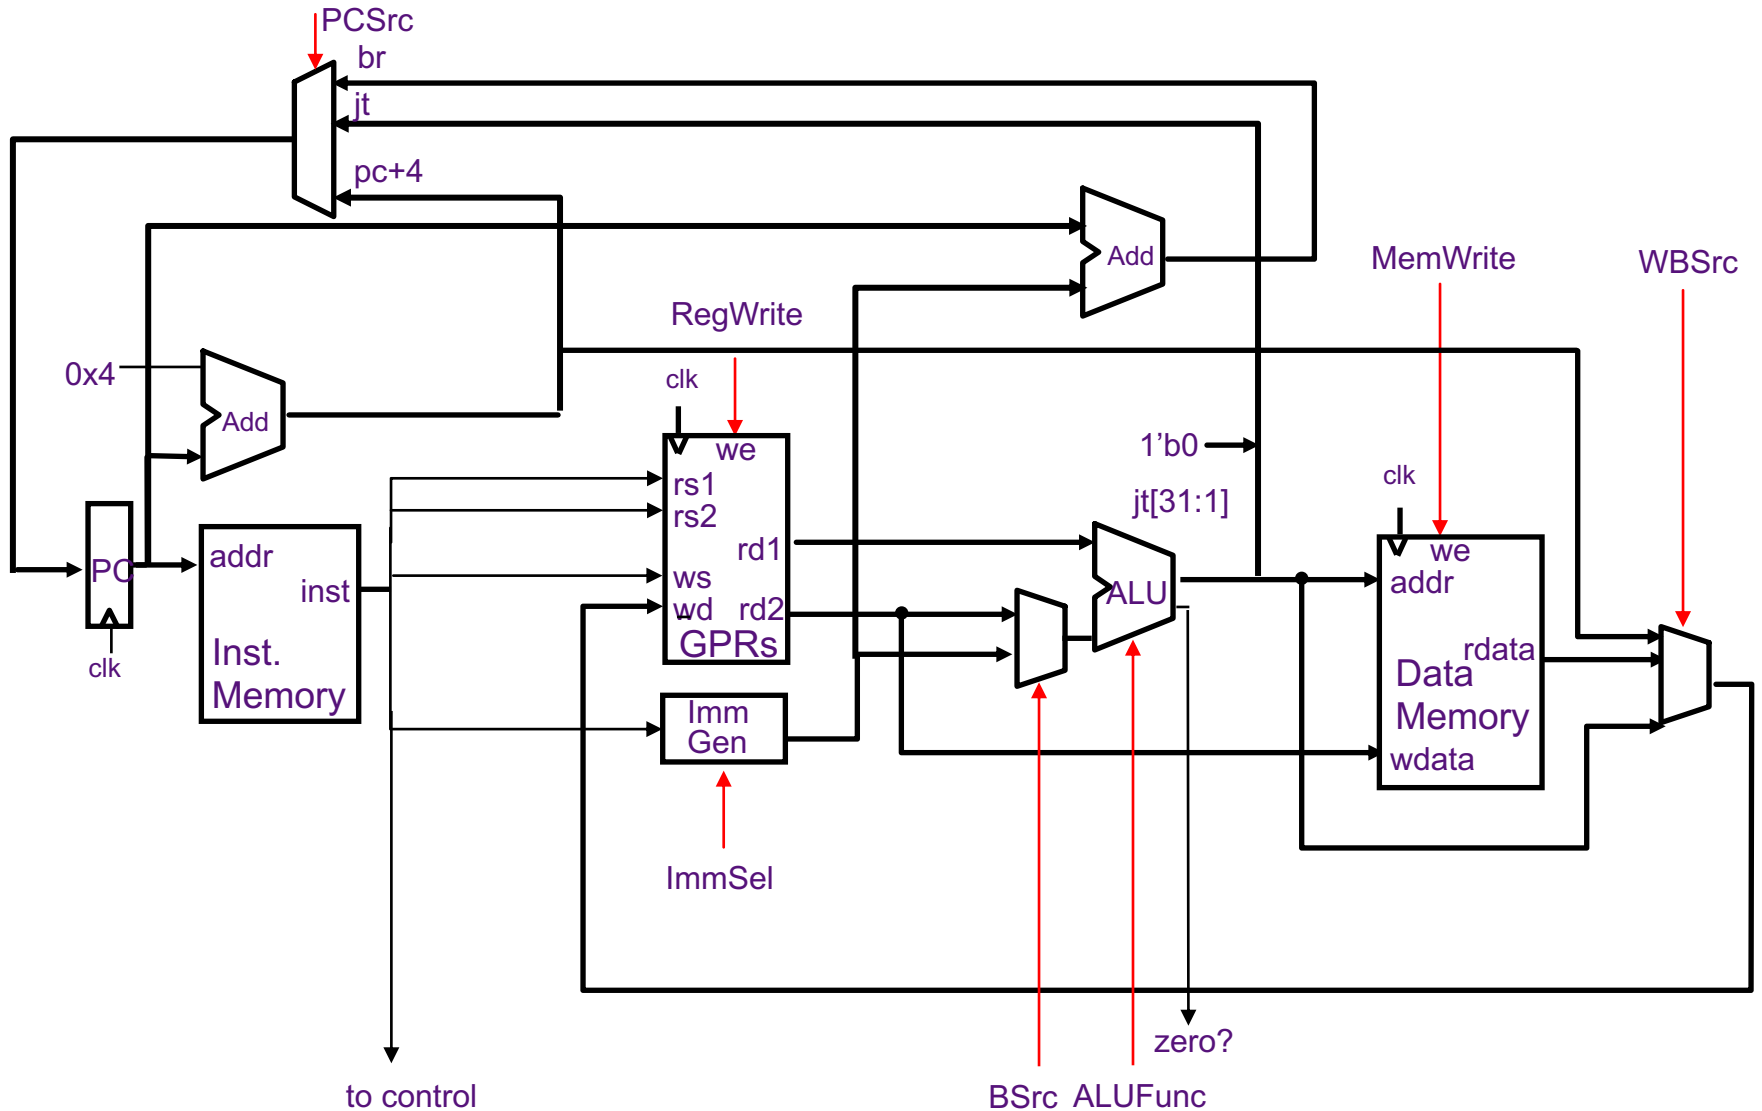 PCSrc
br
jt
pc+4
Add
MemWrite
WBSrc
RegWrite
0x4
Add
clk
we
1'b0
clk
rs1
rs2
jt[31:1]
rd1
we
PC
addr
inst
ws
wd
rd2
ALU
addr
GPRs
rdata
clk
Inst.
Memory
Data
Memory
Imm
Gen
wdata
ImmSel
zero?
to control
BSrc
ALUFunc